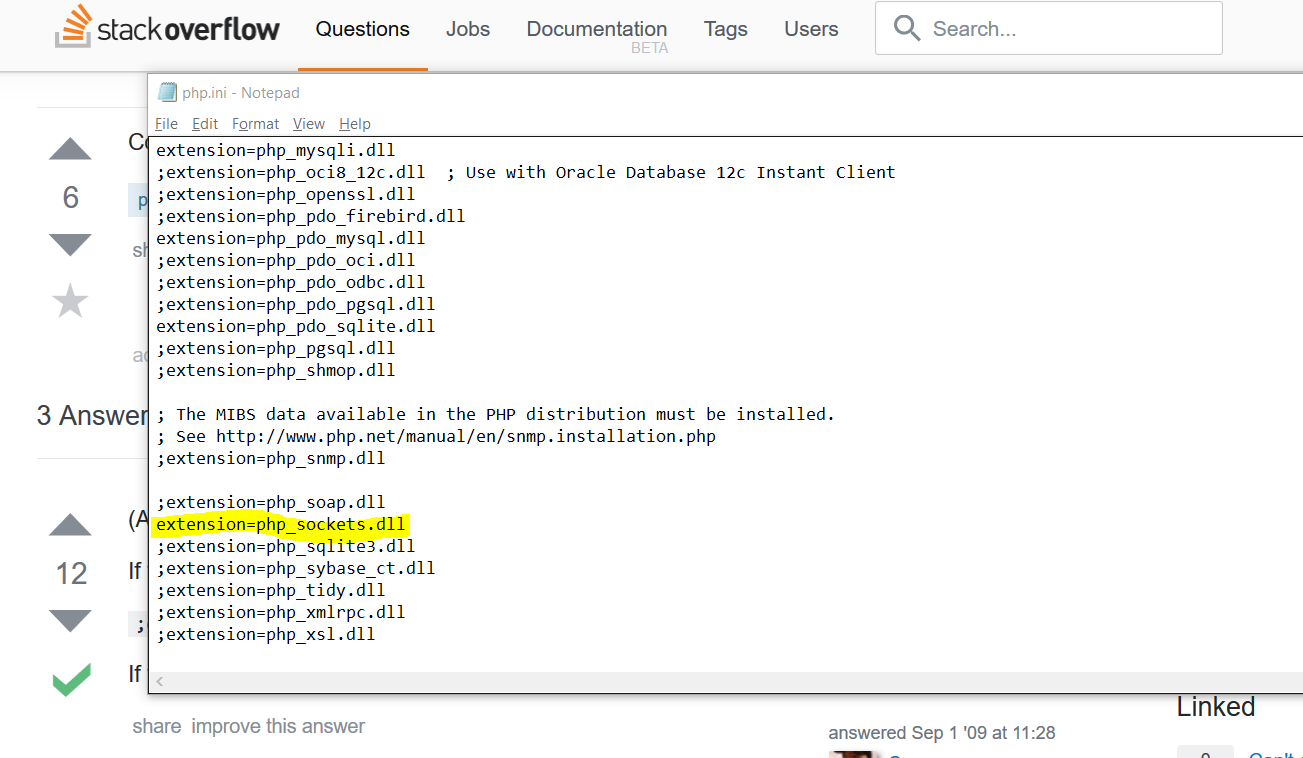 stackoverflow Questions Jobs Documentation Tags Users Search...
BETA
php.ini - Notepad
File Edit Format View Help
6
3 Answer
12
If
;
If
extension=php_mysqli.dll
;extension=php_oci8_12c.dll  ; Use with Oracle Database 12c Instant Client
;extension=php_openssl.dll
;extension=php_pdo_firebird.dll
extension=php_pdo_mysql.dll
;extension=php_pdo_oci.dll
;extension=php_pdo_odbc.dll
;extension=php_pdo_pgsql.dll
extension=php_pdo_sqlite.dll
;extension=php_pgsql.dll
;extension=php_shmop.dll
; The MIBS data available in the PHP distribution must be installed.
; See http://www.php.net/manual/en/snmp.installation.php
;extension=php_snmp.dll
;extension=php_soap.dll
extension=php_sockets.dll
;extension=php_sqlite3.dll
;extension=php_sybase_ct.dll
;extension=php_tidy.dll
;extension=php_xmlrpc.dll
;extension=php_xsl.dll
share improve this answer
answered Sep 1 '09 at 11:28
Linked